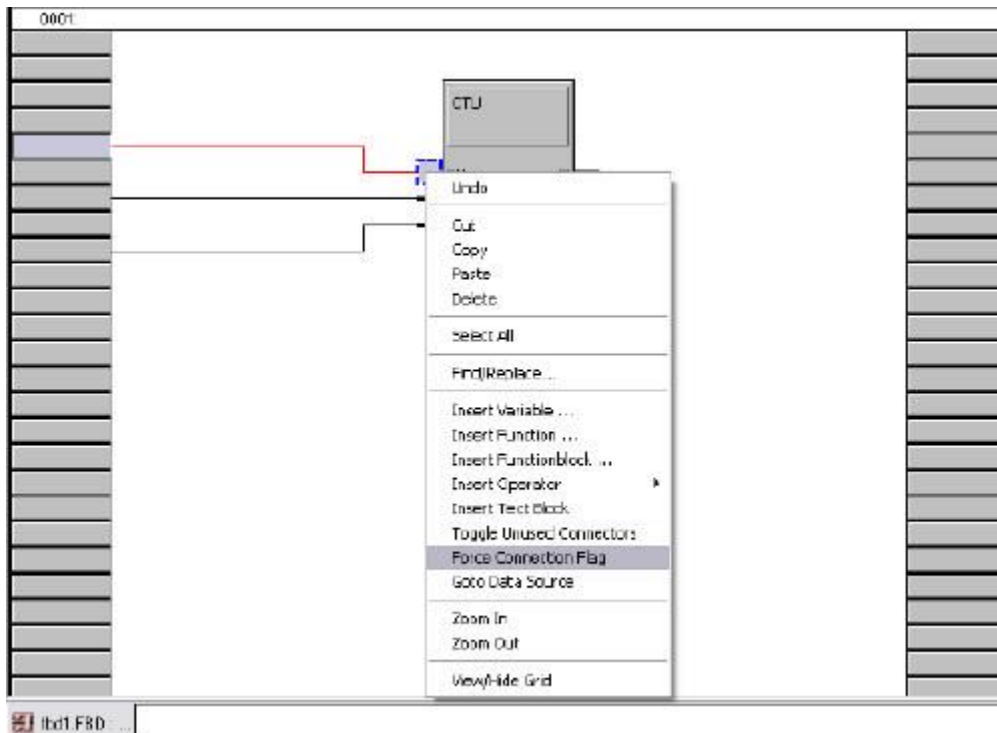 0001
CTU
Undo
Cut
Copy
Paste
Delete
Select All
Find/Replace ...
Insert Variable ...
Insert Function ...
Insert Functionblock ...
Insert Operator
Insert Text Block
Toggle Unused Connectors
Force Connection Flag
Goto Data Source
Zoom In
Zoom Out
View/Hide Grid
fbd1.FBD : ...